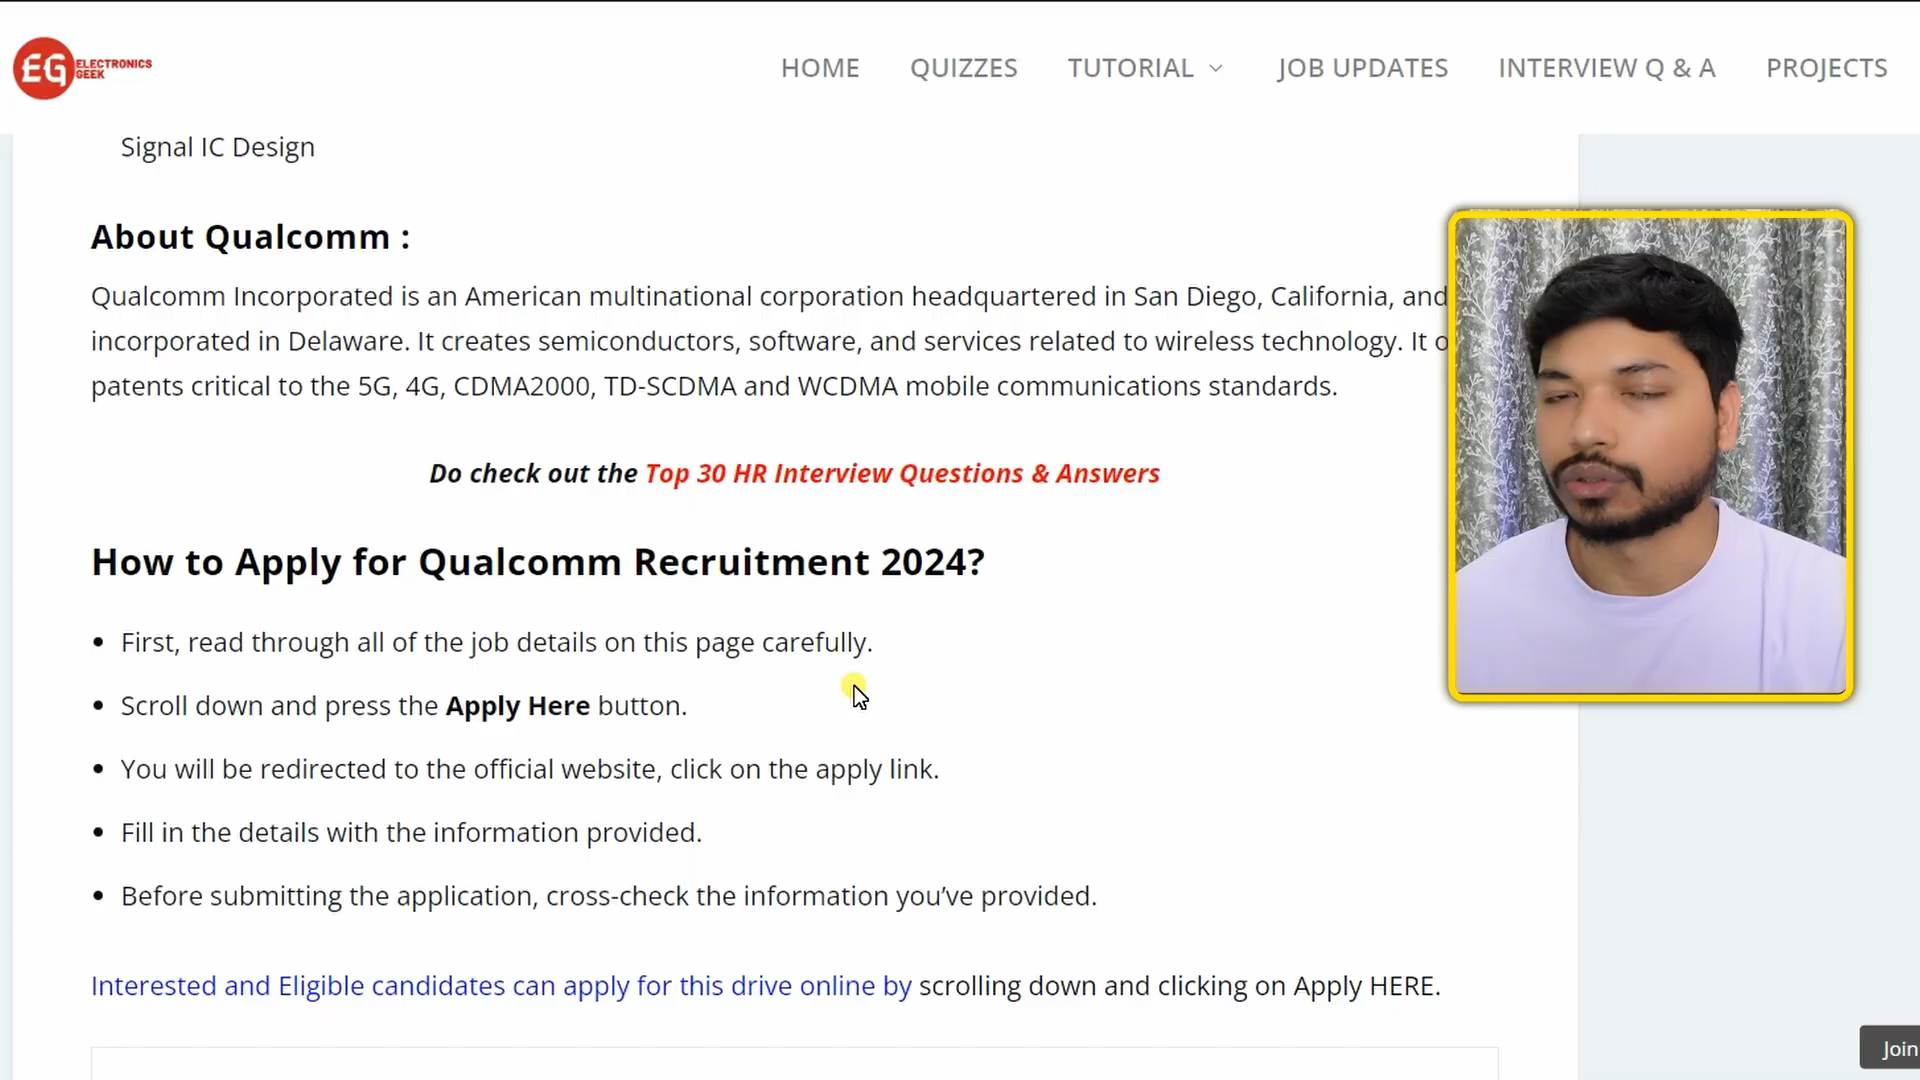 EG ELECTRONICS
GEEK
HOME QUIZZES TUTORIAL JOB UPDATES INTERVIEW Q & A PROJECTS
Signal IC Design
About Qualcomm :
Qualcomm Incorporated is an American multinational corporation headquartered in San Diego, California, and
incorporated in Delaware. It creates semiconductors, software, and services related to wireless technology. It
patents critical to the 5G, 4G, CDMA2000, TD-SCDMA and WCDMA mobile communications standards.
Do check out the Top 30 HR Interview Questions & Answers
How to Apply for Qualcomm Recruitment 2024?
• First, read through all of the job details on this page carefully.
• Scroll down and press the Apply Here button.
• You will be redirected to the official website, click on the apply link.
• Fill in the details with the information provided.
• Before submitting the application, cross-check the information you’ve provided.
Interested and Eligible candidates can apply for this drive online by scrolling down and clicking on Apply HERE.
Join